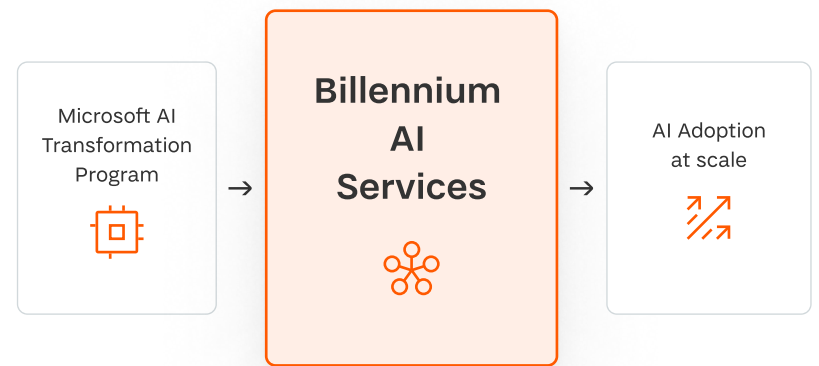 Microsoft AI
Transformation
Program
Billennium
AI
Services
AI Adoption
at scale